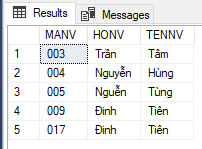 Results Messages
MANV HONV TENNV
1 003 Trần Tâm
2 004 Nguyễn Hùng
3 005 Nguễn Tùng
4 009 Đinh Tiên
5 017 Đinh Tiên